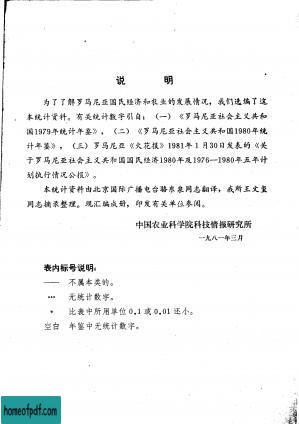 说 明
为了了解罗马尼亚国民经济和农业的发展情况，我们选编了这
本统计资料。有关统计数字引自：（一）《罗马尼亚社会主义共和
国1979年统计年鉴》，（二）《罗马尼亚社会主义共和国1980年统
计年鉴》，（三）罗马尼亚《火花报》1981年1月30日发表的《关
于罗马尼亚社会主义共和国国民经济1980年及1976—1980年五年计
划执行情况公报》。
本统计资料由北京国际广播电台骆东泉同志翻译，我所王文玺
同志摘录整理。现汇编成册，印发有关单位参阅。
中国农业科学院科技情报研究所
一九八一年三月
表内标号说明：
—— 不属本类的。
… 无统计数字。
* 比表中所用单位0.1或0.01还小。
空白 年鉴中无统计数字。
homeofpdf.com
homeofpdf.com